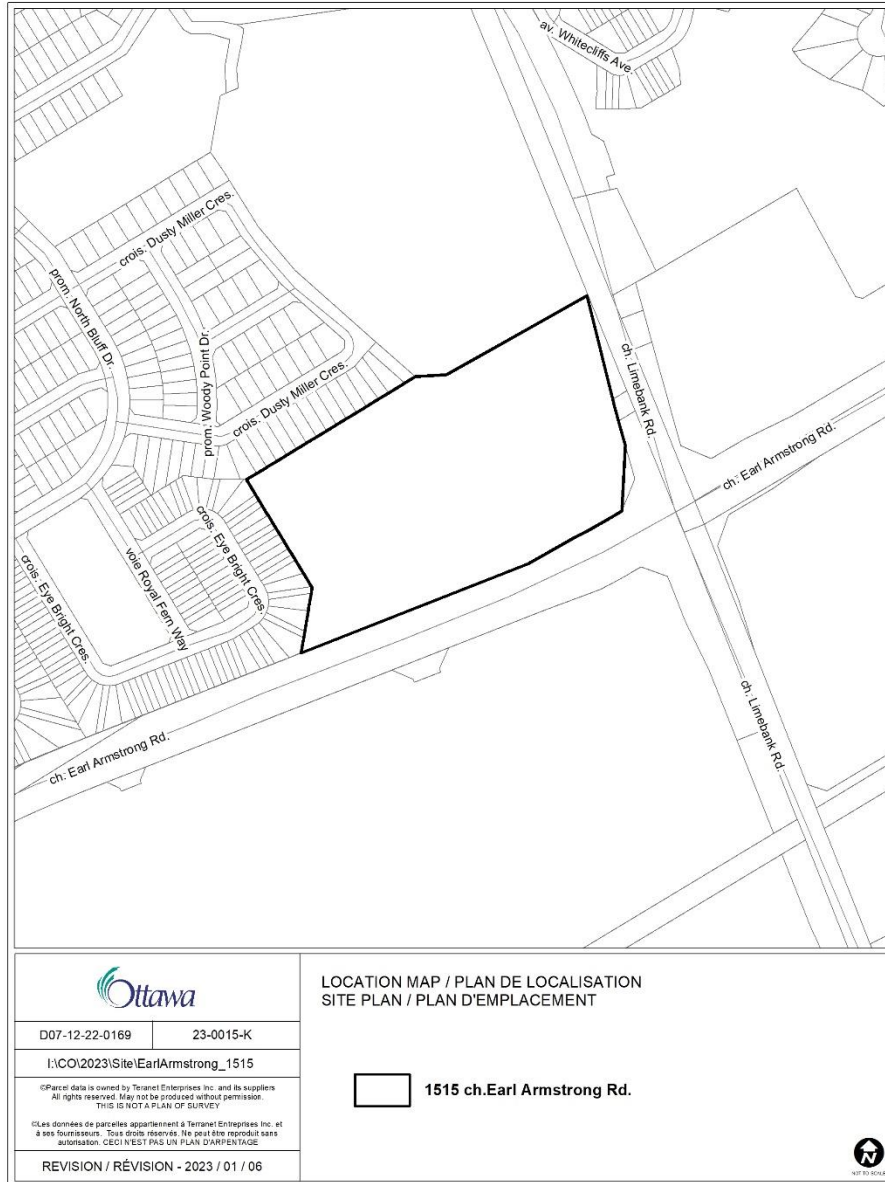 av. Whitecliffs Ave.
crois. Dusty Miller Cres.
prom. North Bluff Dr.
prom. Woody Point Dr.
crois. Dusty Miller Cres.
ch. Limebank Rd.
ch. Earl Armstrong Rd.
crois. Eye Bright Cres.
voie Royal Fern Way
crois. Eye Bright Cres.
ch. Limebank Rd.
ch. Earl Armstrong Rd.
Ottawa
D07-12-22-0169
23-0015-K
I:\CO\2023\Site\EarlArmstrong_1515
©Parcel data is owned by Teranet Enterprises Inc. and its suppliers
All rights reserved. May not be produced without permission.
THIS IS NOT A PLAN OF SURVEY
©Les données de parcelles appartiennent à Terranet Entreprises Inc. et
à ses fournisseurs. Tous droits réservés. Ne peut être reproduit sans
autorisation. CECI N'EST PAS UN PLAN D'ARPENTAGE
REVISION / RÉVISION - 2023 / 01 / 06
LOCATION MAP / PLAN DE LOCALISATION
SITE PLAN / PLAN D'EMPLACEMENT
1515 ch.Earl Armstrong Rd.
N
NOT TO SCALE